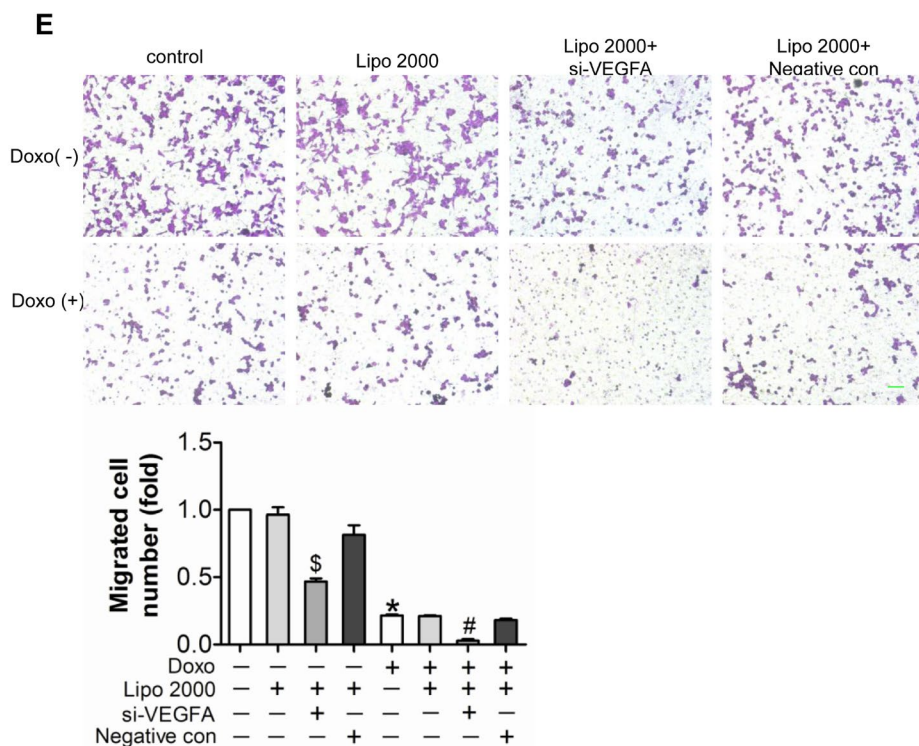 E
control
Lipo 2000
Lipo 2000+
si-VEGFA
Lipo 2000+
Negative con
Doxo( -)
Doxo (+)
Migrated cell
number (fold)
1.5
1.0
0.5
0.0
$
*
#
Doxo − − − − + + + +
Lipo 2000 − + + + − + + +
si-VEGFA − − + − − − + −
Negative con − − − + − − − +